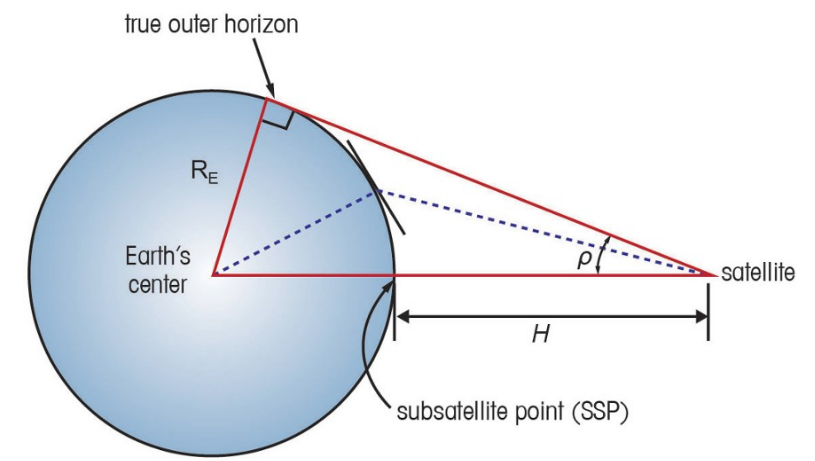 true outer horizon
R_E
Earth's
center
ρ
satellite
H
subsatellite point (SSP)